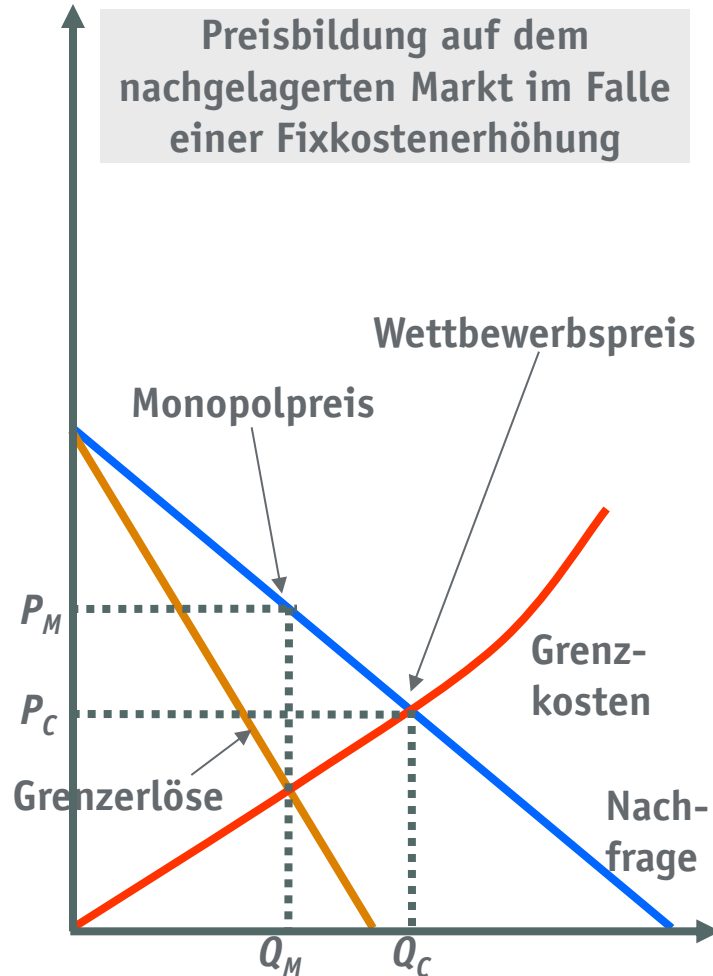 Preisbildung auf dem
nachgelagerten Markt im Falle
einer Fixkostenerhöhung
Wettbewerbspreis
Monopolpreis
P_M
Grenz-
kosten
P_C
Grenzerlöse
Nach-
frage
Q_M
Q_C